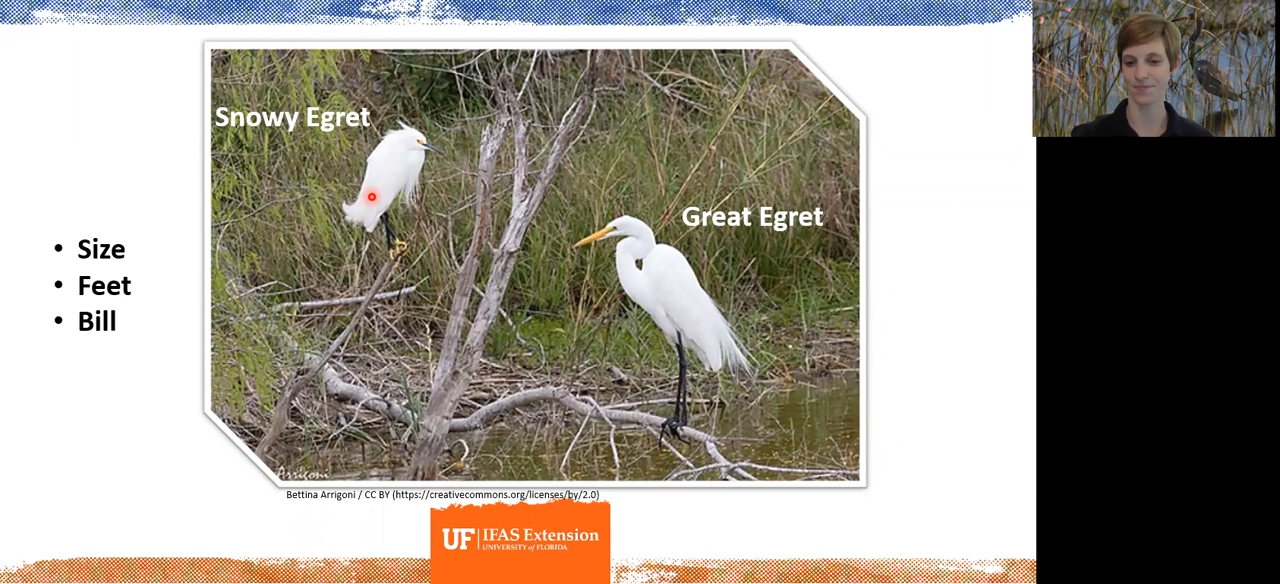 Snowy Egret
Great Egret
• Size
• Feet
• Bill
Arrigoni
Bettina Arrigoni / CC BY (https://creativecommons.org/licenses/by/2.0)
UF IFAS Extension
UNIVERSITY of FLORIDA